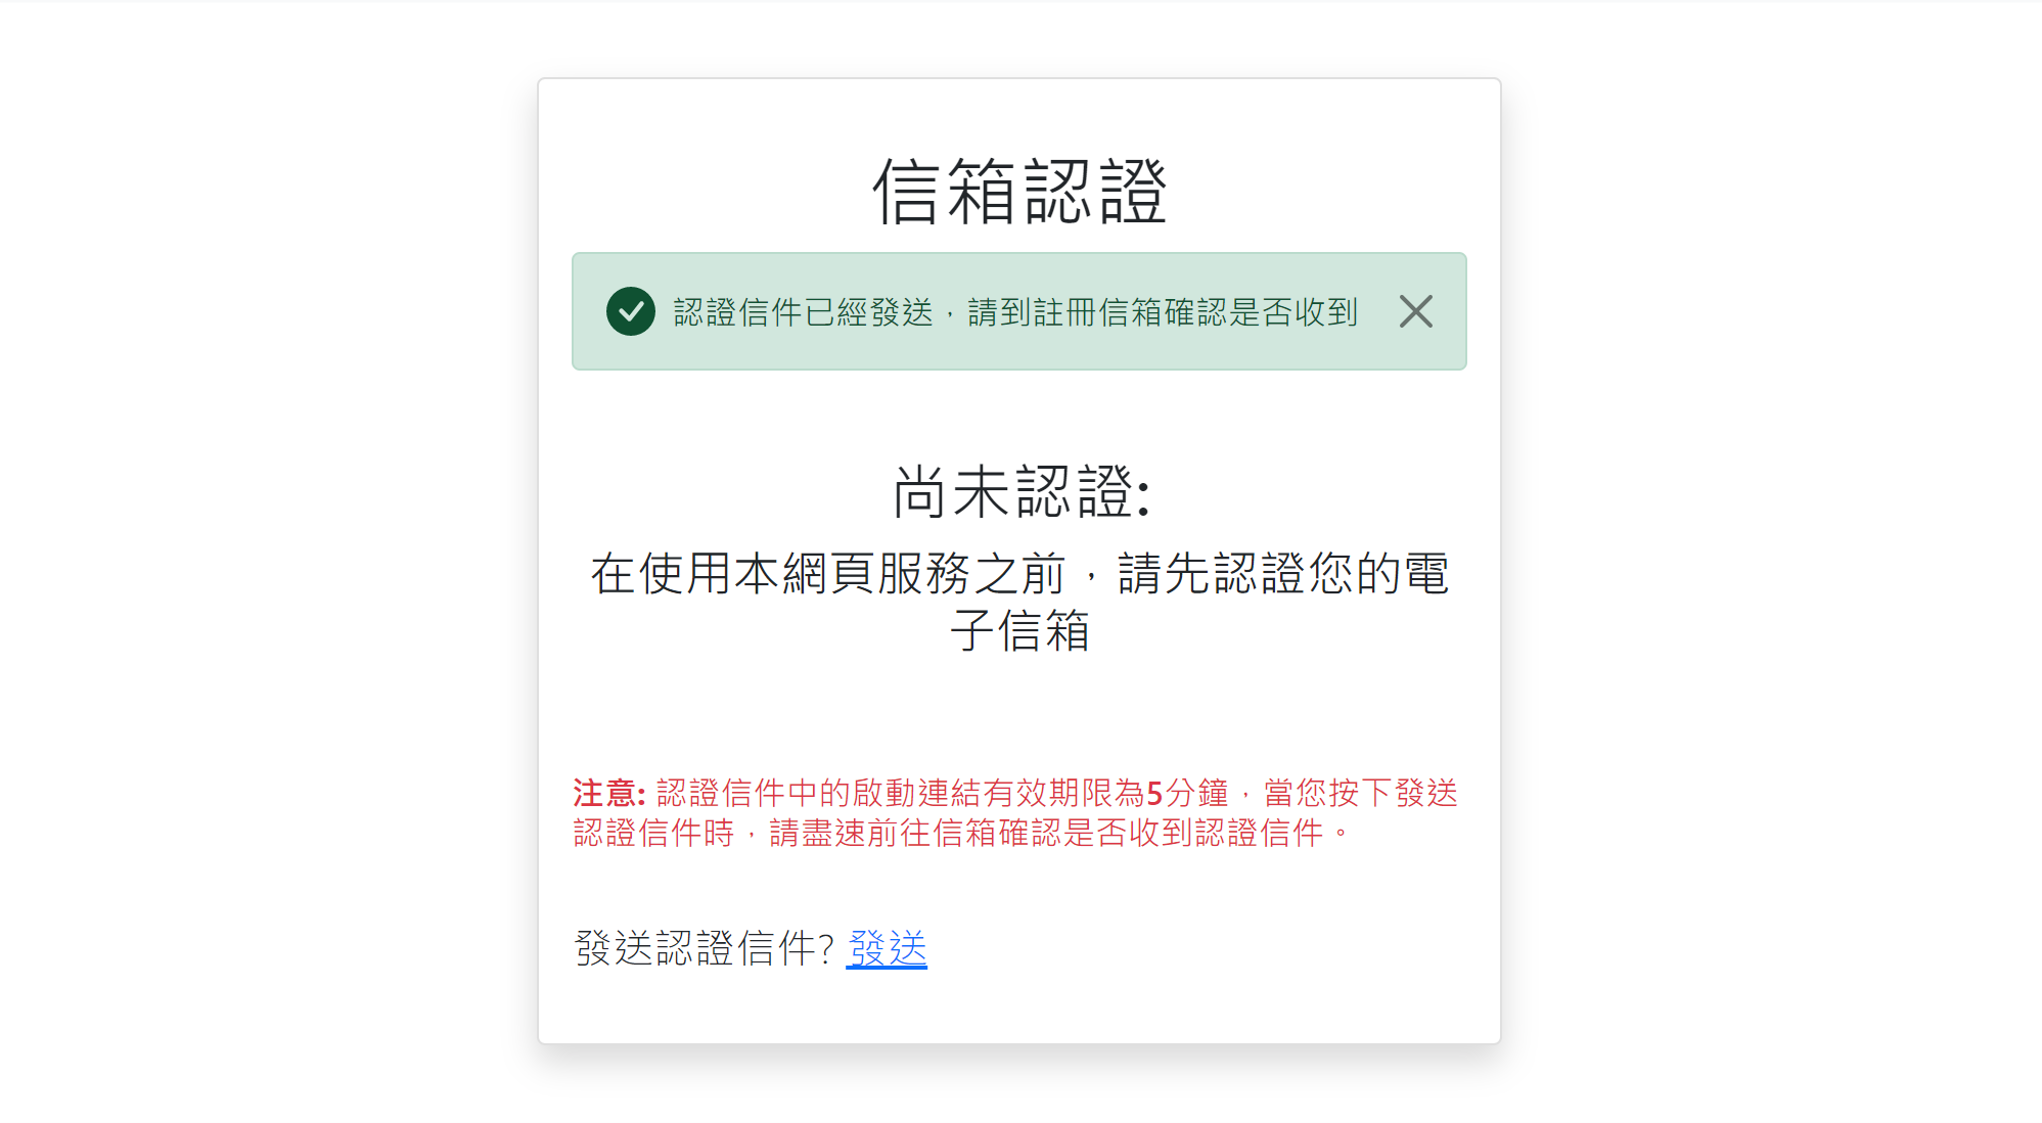 信箱認證
認證信件已經發送，請到註冊信箱確認是否收到
尚未認證:
在使用本網頁服務之前，請先認證您的電
子信箱
注意: 認證信件中的啟動連結有效期限為5分鐘，當您按下發送
認證信件時，請盡速前往信箱確認是否收到認證信件。
發送認證信件? 發送